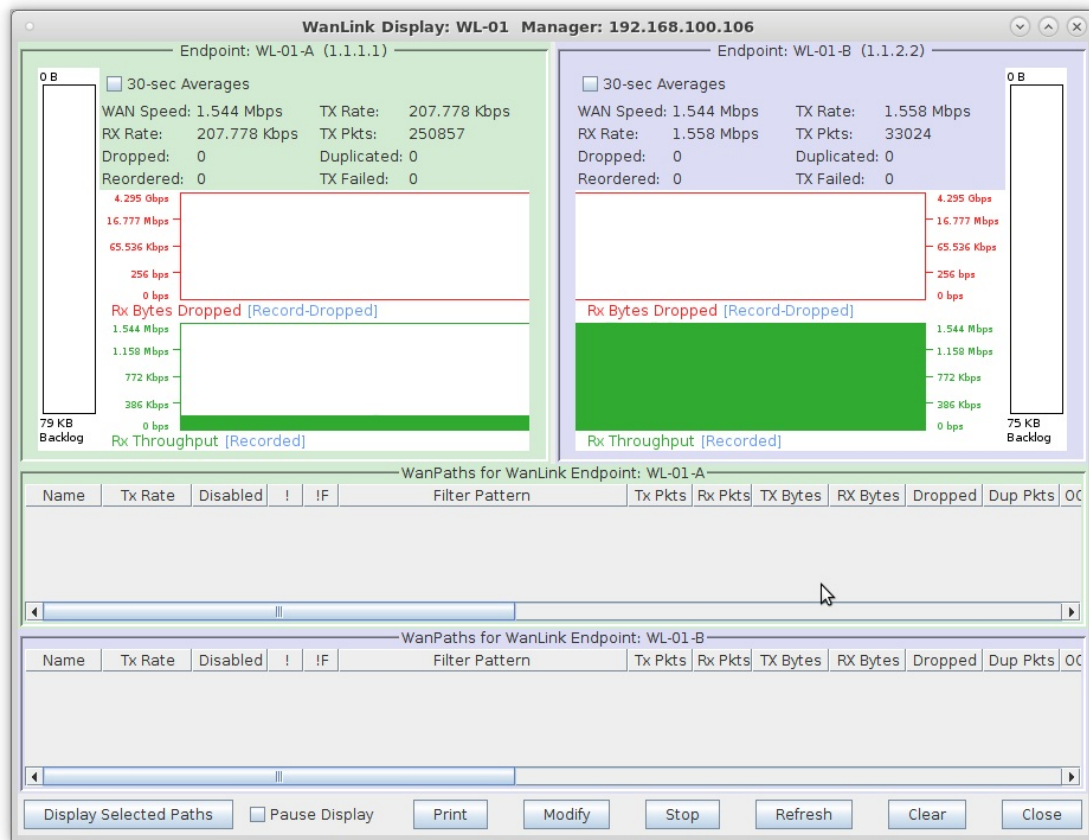 WanLink Display: WL-01 Manager: 192.168.100.106
Endpoint: WL-01-A (1.1.1.1)
0 B
30-sec Averages
WAN Speed: 1.544 Mbps TX Rate: 207.778 Kbps
RX Rate: 207.778 Kbps TX Pkts: 250857
Dropped: 0 Duplicated: 0
Reordered: 0 TX Failed: 0
4.295 Gbps
16.777 Mbps
65.536 Kbps
256 bps
0 bps
Rx Bytes Dropped [Record-Dropped]
1.544 Mbps
1.158 Mbps
772 Kbps
386 Kbps
0 bps
Rx Throughput [Recorded]
79 KB
Backlog
Endpoint: WL-01-B (1.1.2.2)
30-sec Averages
WAN Speed: 1.544 Mbps TX Rate: 1.558 Mbps
RX Rate: 1.558 Mbps TX Pkts: 33024
Dropped: 0 Duplicated: 0
Reordered: 0 TX Failed: 0
4.295 Gbps
16.777 Mbps
65.536 Kbps
256 bps
0 bps
Rx Bytes Dropped [Record-Dropped]
1.544 Mbps
1.158 Mbps
772 Kbps
386 Kbps
0 bps
Rx Throughput [Recorded]
0 B
75 KB
Backlog
WanPaths for WanLink Endpoint: WL-01-A
Name Tx Rate Disabled ! !F Filter Pattern Tx Pkts Rx Pkts TX Bytes RX Bytes Dropped Dup Pkts
WanPaths for WanLink Endpoint: WL-01-B
Name Tx Rate Disabled ! !F Filter Pattern Tx Pkts Rx Pkts TX Bytes RX Bytes Dropped Dup Pkts
Display Selected Paths Pause Display Print Modify Stop Refresh Clear Close